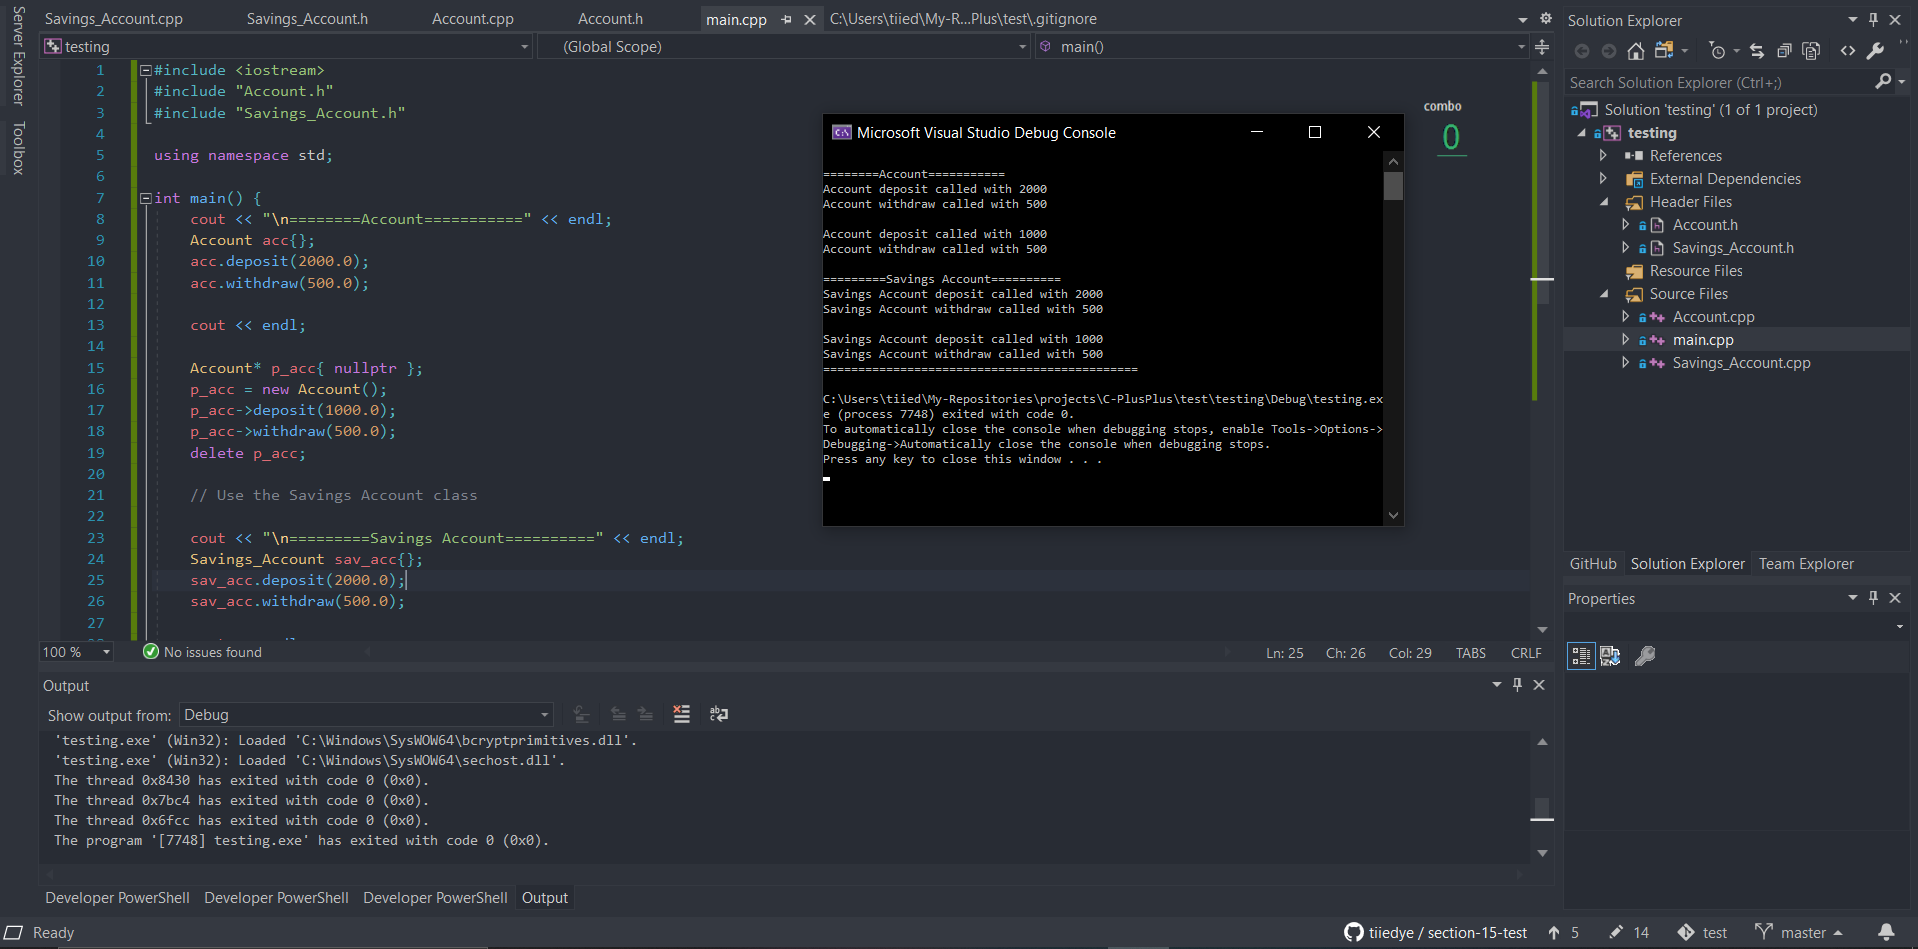 Server Explorer
Toolbox
Savings_Account.cpp
Savings_Account.h
Account.cpp
Account.h
main.cpp
C:\Users\tiied\My-R...Plus\test\.gitignore
testing
(Global Scope)
main()
1 #include <iostream>
2 #include "Account.h"
3 #include "Savings_Account.h"
4
5 using namespace std;
6
7 int main() {
8 cout << "\n========Account===========" << endl;
9 Account acc{};
10 acc.deposit(2000.0);
11 acc.withdraw(500.0);
12
13 cout << endl;
14
15 Account* p_acc{ nullptr };
16 p_acc = new Account();
17 p_acc->deposit(1000.0);
18 p_acc->withdraw(500.0);
19 delete p_acc;
20
21 // Use the Savings Account class
22
23 cout << "\n=========Savings Account==========" << endl;
24 Savings_Account sav_acc{};
25 sav_acc.deposit(2000.0);
26 sav_acc.withdraw(500.0);
27
combo
0
Microsoft Visual Studio Debug Console
========Account===========
Account deposit called with 2000
Account withdraw called with 500
Account deposit called with 1000
Account withdraw called with 500
=========Savings Account==========
Savings Account deposit called with 2000
Savings Account withdraw called with 500
Savings Account deposit called with 1000
Savings Account withdraw called with 500
=============================================
C:\Users\tiied\My-Repositories\projects\C-PlusPlus\test\testing\Debug\testing.ex
e (process 7748) exited with code 0.
To automatically close the console when debugging stops, enable Tools->Options->
Debugging->Automatically close the console when debugging stops.
Press any key to close this window . . .
100 %
No issues found
Ln: 25 Ch: 26 Col: 29 TABS CRLF
Output
Show output from: Debug
'testing.exe' (Win32): Loaded 'C:\Windows\SysWOW64\bcryptprimitives.dll'.
'testing.exe' (Win32): Loaded 'C:\Windows\SysWOW64\sechost.dll'.
The thread 0x8430 has exited with code 0 (0x0).
The thread 0x7bc4 has exited with code 0 (0x0).
The thread 0x6fcc has exited with code 0 (0x0).
The program '[7748] testing.exe' has exited with code 0 (0x0).
Developer PowerShell
Developer PowerShell
Developer PowerShell
Output
Solution Explorer
Search Solution Explorer (Ctrl+;)
Solution 'testing' (1 of 1 project)
testing
References
External Dependencies
Header Files
Account.h
Savings_Account.h
Resource Files
Source Files
Account.cpp
main.cpp
Savings_Account.cpp
GitHub
Solution Explorer
Team Explorer
Properties
Ready
tiiedye / section-15-test
5
14
test
master